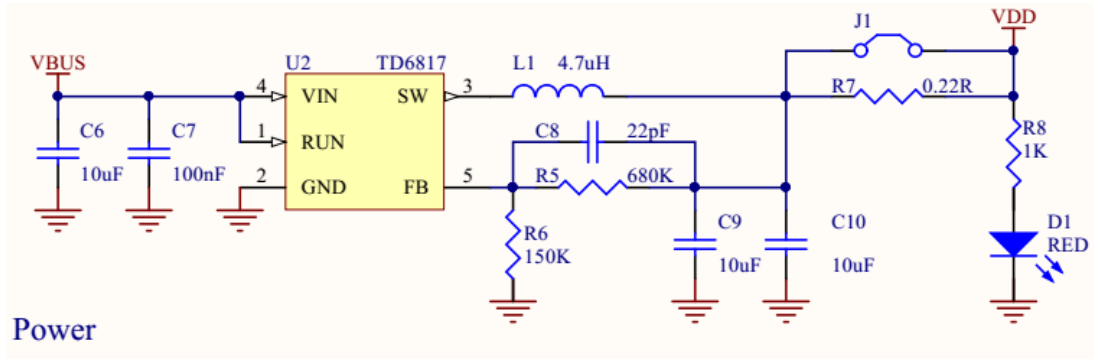 J1
VDD
VBUS
U2
TD6817
L1
4.7uH
4
VIN
SW
3
R7
0.22R
C6
C7
1
RUN
C8
22pF
R8
1K
10uF
100nF
2
GND
FB
5
R5
680K
R6
150K
C9
C10
10uF
10uF
D1
RED
Power